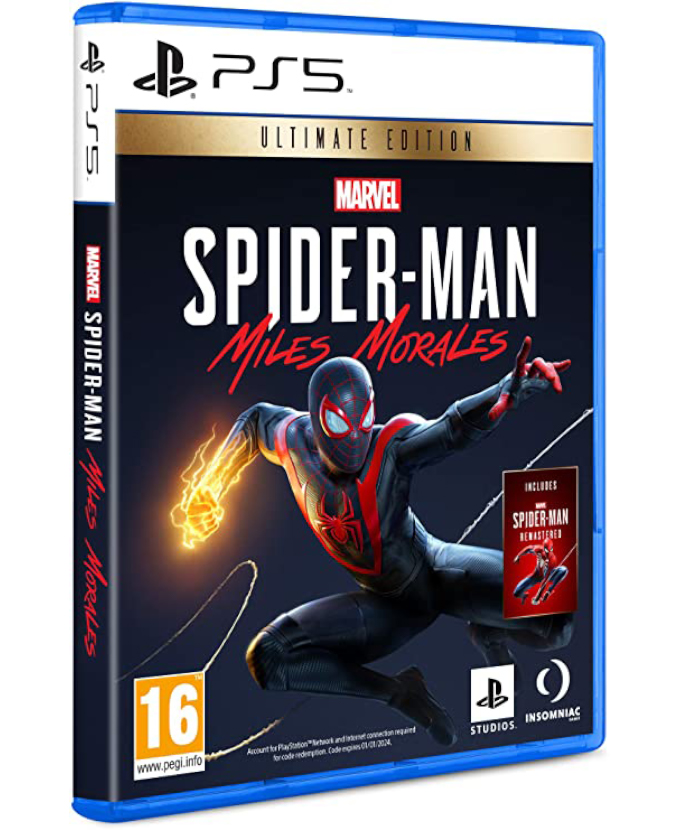 PS5
PS5
ULTIMATE EDITION
MARVEL
SPIDER-MAN
MILES MORALES
MARVEL SPIDER-MAN MILES MORALES
INCLUDES
MARVEL
SPIDER-MAN
REMASTERED
16
www.pegi.info
Account for PlayStation™Network and Internet connection required
for code redemption. Code expires 01/01/2024.
STUDIOS.
INSOMNIAC
GAMES